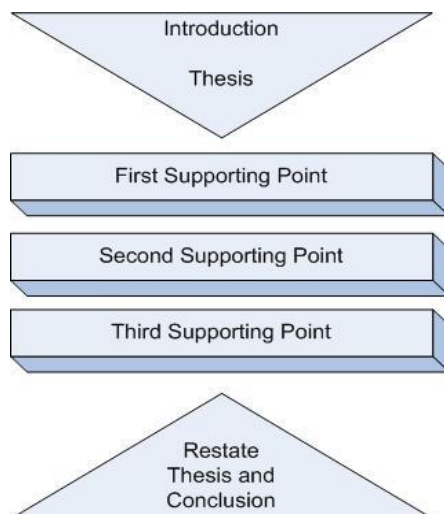 Introduction
Thesis
First Supporting Point
Second Supporting Point
Third Supporting Point
Restate
Thesis and
Conclusion